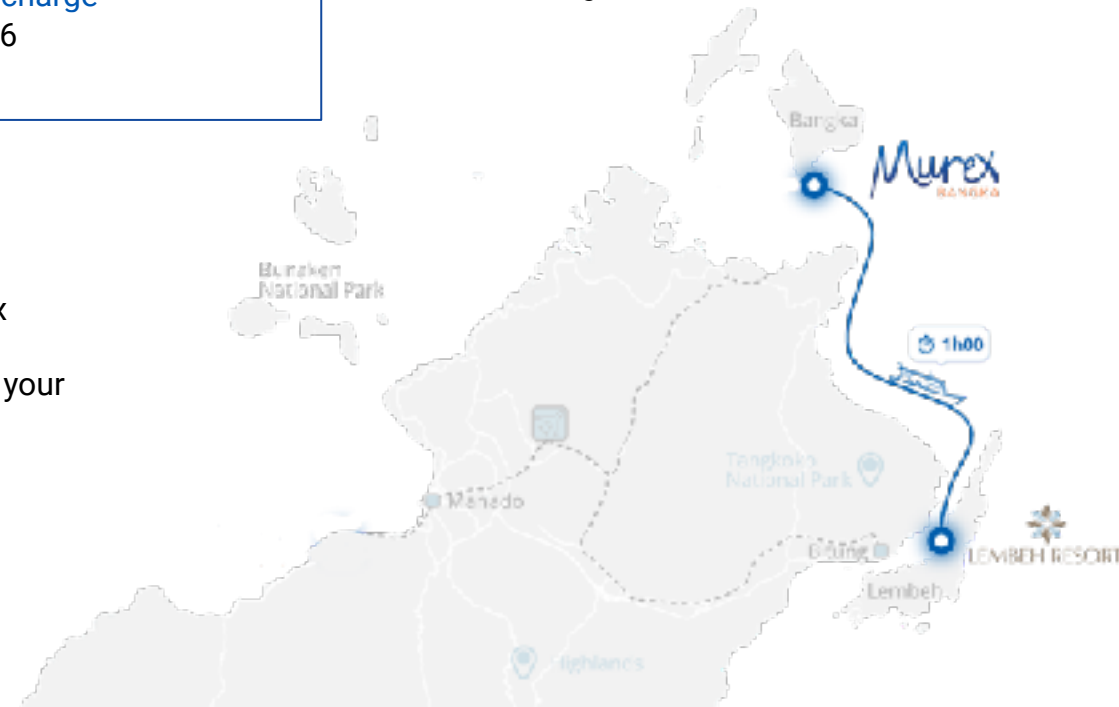 charge
6
x
your
Bangka
Murex
BANGKA
Bunaken
National Park
1h00
Tangkoko
National Park
Manado
Bitung
LEMBEH RESORT
Lembeh
Highlands